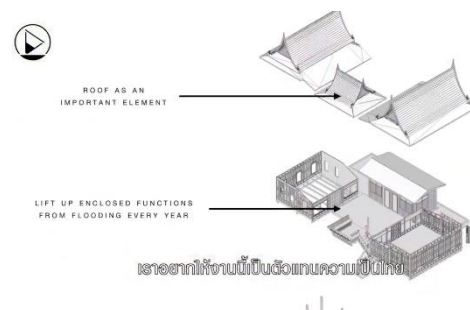 ROOF AS AN
IMPORTANT ELEMENT
LIFT UP ENCLOSED FUNCTIONS
FROM FLOODING EVERY YEAR
เราอยากให้งานนี้เป็นตัวแทนความเป็นไทย